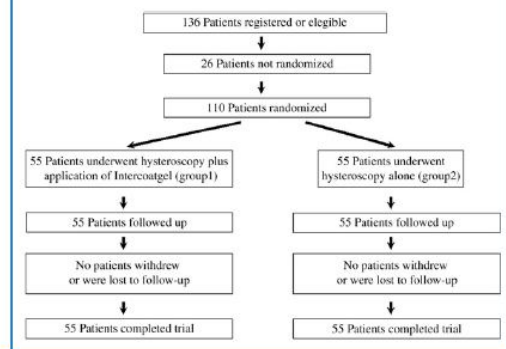 136 Patients registered or elegible
26 Patients not randomized
110 Patients randomized
55 Patients underwent hysteroscopy plus
application of Intercoatgel (group1)
55 Patients followed up
No patients withdrew
or were lost to follow-up
55 Patients completed trial
55 Patients underwent
hysteroscopy alone (group2)
55 Patients followed up
No patients withdrew
or were lost to follow-up
55 Patients completed trial